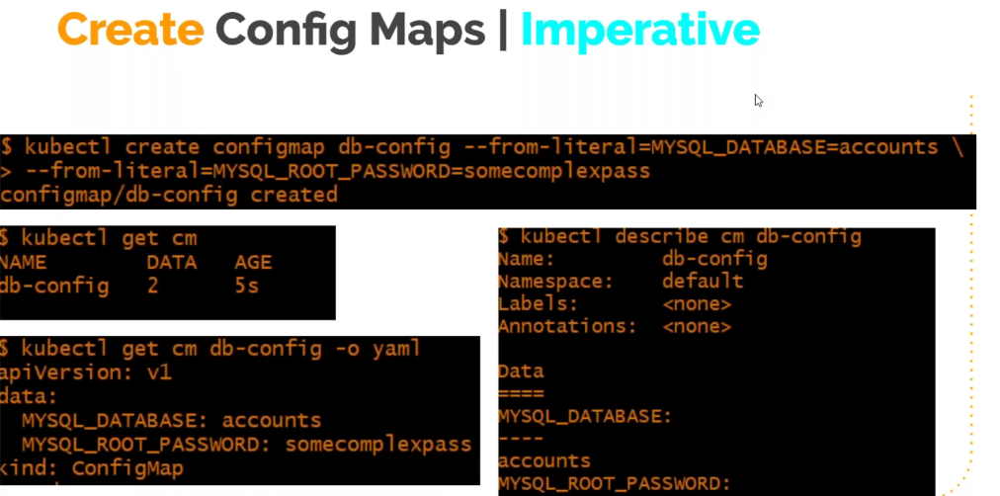 Create Config Maps | Imperative
$ kubectl create configmap db-config --from-literal=MYSQL_DATABASE=accounts \
> --from-literal=MYSQL_ROOT_PASSWORD=somecomplexpass
configmap/db-config created
$ kubectl get cm
NAME DATA AGE
db-config 2 5s
$ kubectl get cm db-config -o yaml
apiVersion: v1
data:
  MYSQL_DATABASE: accounts
  MYSQL_ROOT_PASSWORD: somecomplexpass
kind: ConfigMap
$ kubectl describe cm db-config
Name: db-config
Namespace: default
Labels: <none>
Annotations: <none>
Data
====
MYSQL_DATABASE:
----
accounts
MYSQL_ROOT_PASSWORD: